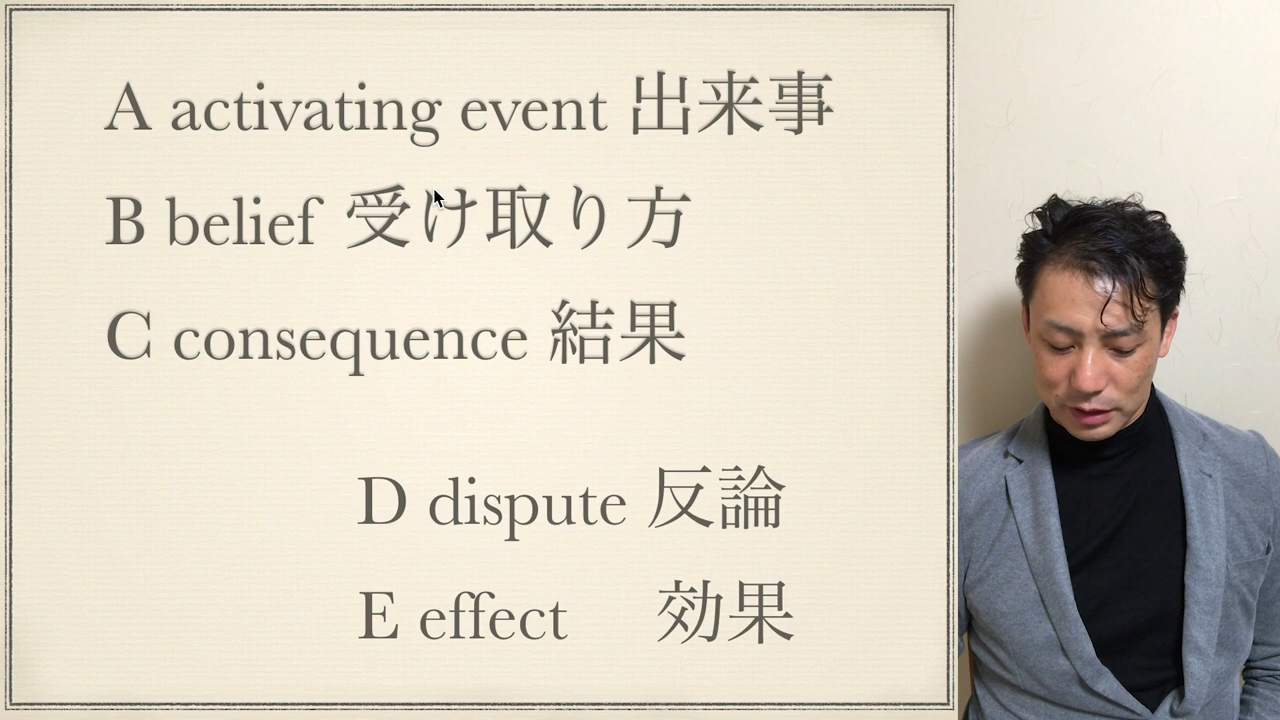 A activating event 出来事
B belief 受け取り方
C consequence 結果
D dispute 反論
E effect 効果